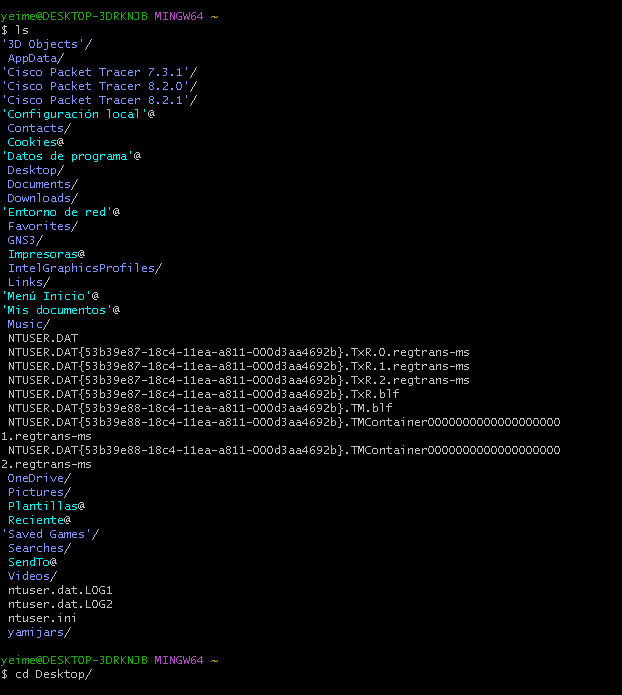 yeime@DESKTOP-3DRKNJB MINGW64 ~
$ ls
'3D Objects'/
AppData/
'Cisco Packet Tracer 7.3.1'/
'Cisco Packet Tracer 8.2.0'/
'Cisco Packet Tracer 8.2.1'/
'Configuración local'@
Contacts/
Cookies@
'Datos de programa'@
Desktop/
Documents/
Downloads/
'Entorno de red'@
Favorites/
GNS3/
Impresoras@
IntelGraphicsProfiles/
Links/
'Menú Inicio'@
'Mis documentos'@
Music/
NTUSER.DAT
NTUSER.DAT{53b39e87-18c4-11ea-a811-000d3aa4692b}.TxR.0.regtrans-ms
NTUSER.DAT{53b39e87-18c4-11ea-a811-000d3aa4692b}.TxR.1.regtrans-ms
NTUSER.DAT{53b39e87-18c4-11ea-a811-000d3aa4692b}.TxR.2.regtrans-ms
NTUSER.DAT{53b39e87-18c4-11ea-a811-000d3aa4692b}.TxR.blf
NTUSER.DAT{53b39e88-18c4-11ea-a811-000d3aa4692b}.TM.blf
NTUSER.DAT{53b39e88-18c4-11ea-a811-000d3aa4692b}.TMContainer0000000000000000000
1.regtrans-ms
NTUSER.DAT{53b39e88-18c4-11ea-a811-000d3aa4692b}.TMContainer0000000000000000000
2.regtrans-ms
OneDrive/
Pictures/
Plantillas@
Reciente@
'Saved Games'/
Searches/
SendTo@
Videos/
ntuser.dat.LOG1
ntuser.dat.LOG2
ntuser.ini
yamijars/
yeime@DESKTOP-3DRKNJB MINGW64 ~
$ cd Desktop/